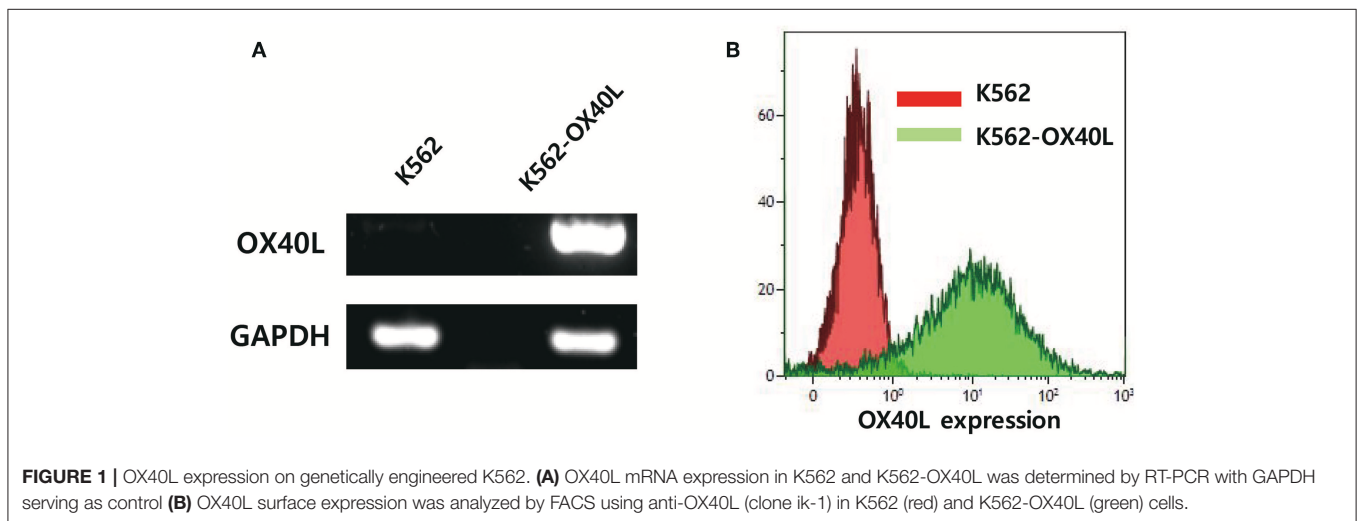 A
K562
K562-OX40L
OX40L
GAPDH
B
K562
K562-OX40L
60
40
20
0
0
10⁰
10¹
10²
10³
OX40L expression
FIGURE 1 | OX40L expression on genetically engineered K562. (A) OX40L mRNA expression in K562 and K562-OX40L was determined by RT-PCR with GAPDH
serving as control (B) OX40L surface expression was analyzed by FACS using anti-OX40L (clone ik-1) in K562 (red) and K562-OX40L (green) cells.